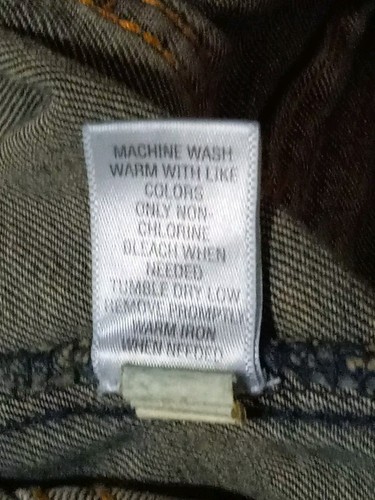 MACHINE WASH
WARM WITH LIKE
COLORS
ONLY NON-
CHLORINE
BLEACH WHEN
NEEDED
TUMBLE DRY LOW
REMOVE PROMPTLY
WARM IRON
WHEN NEEDED